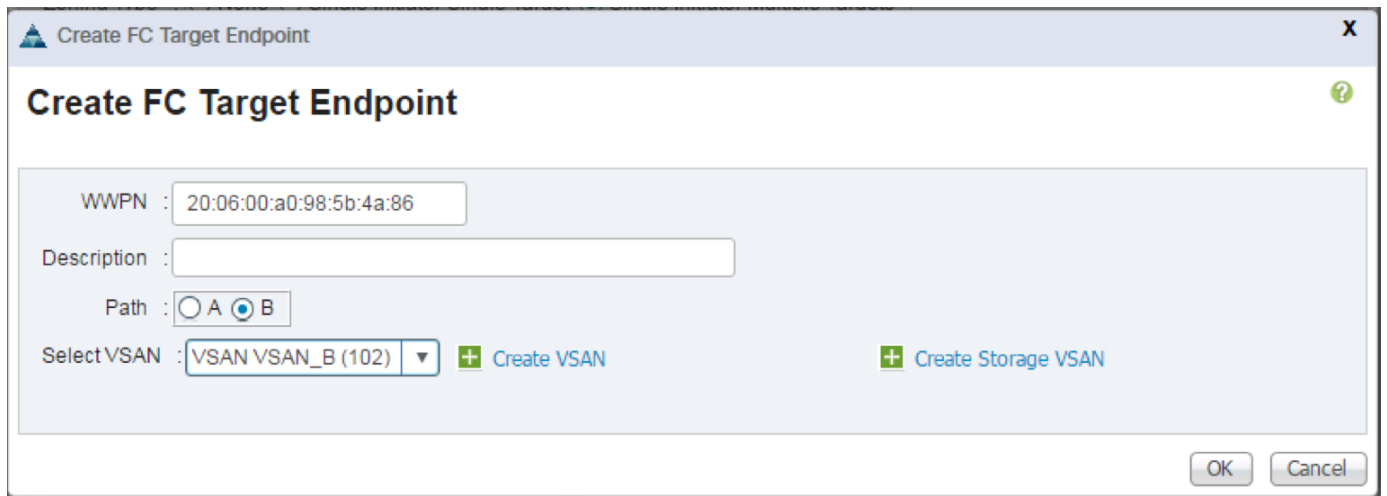 Create FC Target Endpoint X
Create FC Target Endpoint ?
WWPN : 20:06:00:a0:98:5b:4a:86
Description :
Path : A B
Select VSAN : VSAN VSAN_B (102) ▼ + Create VSAN + Create Storage VSAN
OK Cancel